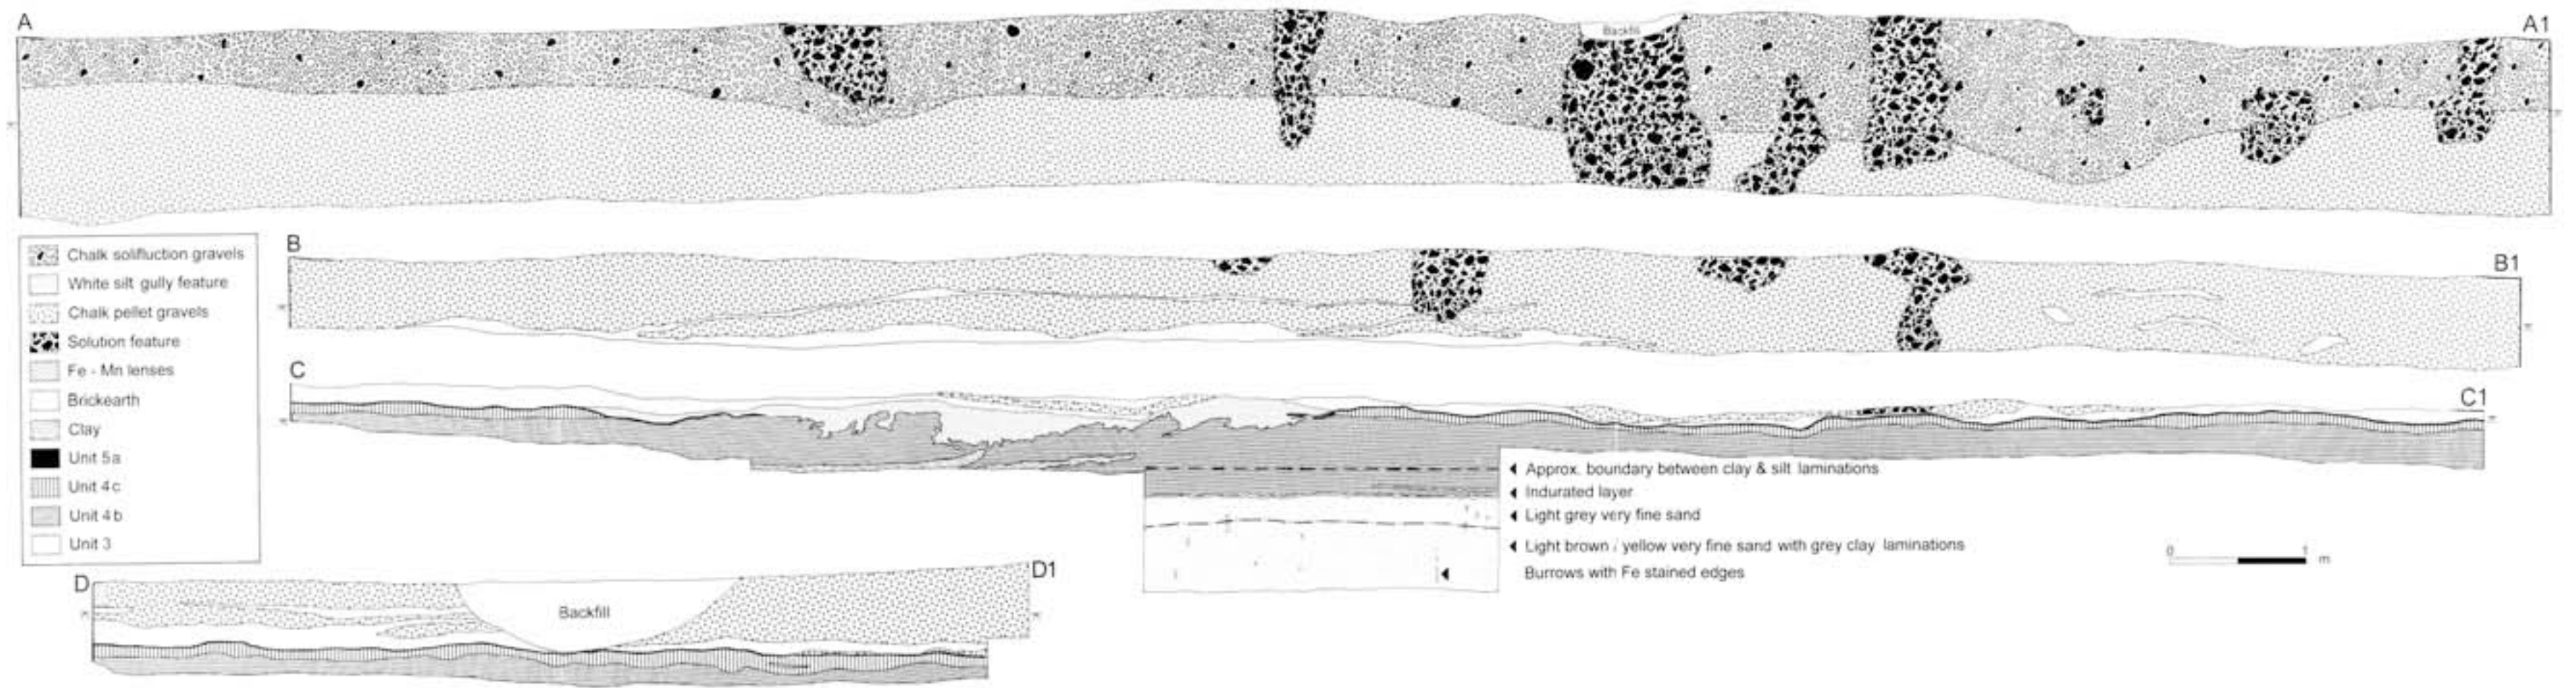 A
A1
Backfill
Chalk solifluction gravels
White silt gully feature
Chalk pellet gravels
Solution feature
Fe - Mn lenses
Brickearth
Clay
Unit 5a
Unit 4c
Unit 4b
Unit 3
B
B1
C
C1
Approx. boundary between clay & silt laminations
Indurated layer
Light grey very fine sand
Light brown / yellow very fine sand with grey clay laminations
Burrows with Fe stained edges
0 1 m
D
D1
Backfill